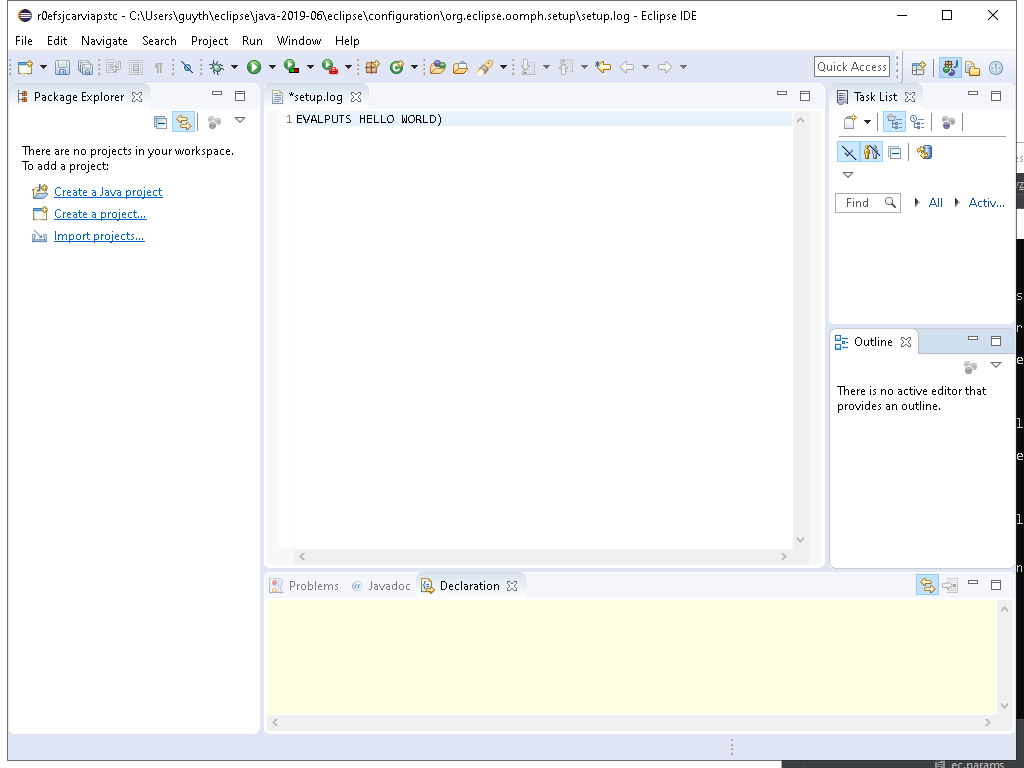 r0efsjcarviapstc - C:\Users\guyth\eclipse\java-2019-06\eclipse\configuration\org.eclipse.oomph.setup\setup.log - Eclipse IDE
File Edit Navigate Search Project Run Window Help
Quick Access
Package Explorer
*setup.log
Task List
1 EVALPUTS HELLO WORLD)
There are no projects in your workspace.
To add a project:
Create a Java project
Create a project...
Import projects...
Find All Activ...
Outline
There is no active editor that
provides an outline.
Problems @ Javadoc Declaration
ec.params